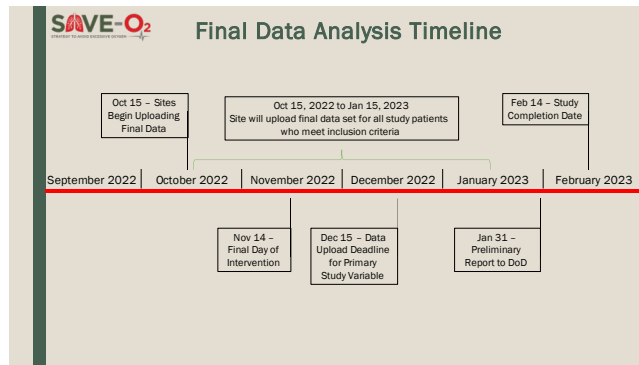 SAVE-O2
STRATEGY TO AVOID EXCESSIVE OXYGEN
Final Data Analysis Timeline
Oct 15 – Sites
Begin Uploading
Final Data
Oct 15, 2022 to Jan 15, 2023
Site will upload final data set for all study patients
who meet inclusion criteria
Feb 14 – Study
Completion Date
September 2022
October 2022
November 2022
December 2022
January 2023
February 2023
Nov 14 –
Final Day of
Intervention
Dec 15 – Data
Upload Deadline
for Primary
Study Variable
Jan 31 –
Preliminary
Report to DoD